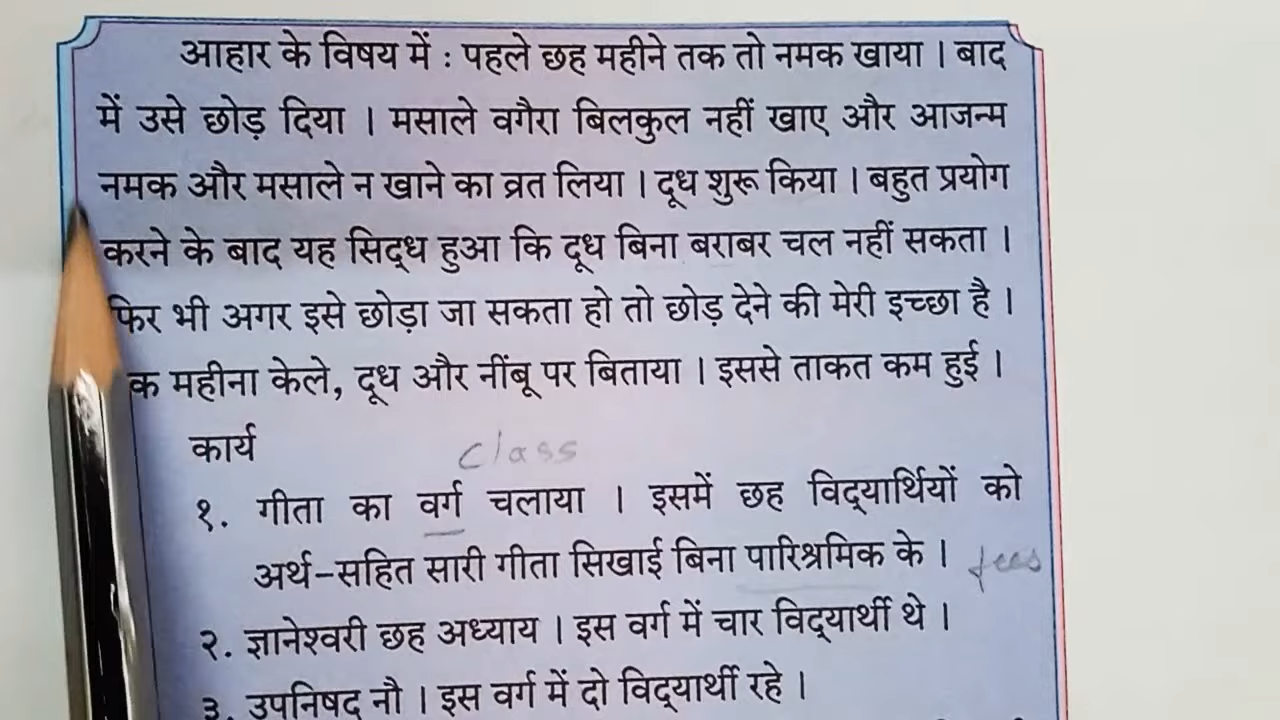 आहार के विषय में : पहले छह महीने तक तो नमक खाया । बाद
में उसे छोड़ दिया । मसाले वगैरा बिलकुल नहीं खाए और आजन्म
नमक और मसाले न खाने का व्रत लिया । दूध शुरू किया । बहुत प्रयोग
करने के बाद यह सिद्ध हुआ कि दूध बिना बराबर चल नहीं सकता ।
फिर भी अगर इसे छोड़ा जा सकता हो तो छोड़ देने की मेरी इच्छा है ।
क महीना केले, दूध और नींबू पर बिताया । इससे ताकत कम हुई ।
कार्य class
१. गीता का वर्ग चलाया । इसमें छह विद्यार्थियों को
अर्थ-सहित सारी गीता सिखाई बिना पारिश्रमिक के । fees
२. ज्ञानेश्वरी छह अध्याय । इस वर्ग में चार विद्यार्थी थे ।
३. उपनिषद नौ । इस वर्ग में दो विद्यार्थी रहे ।